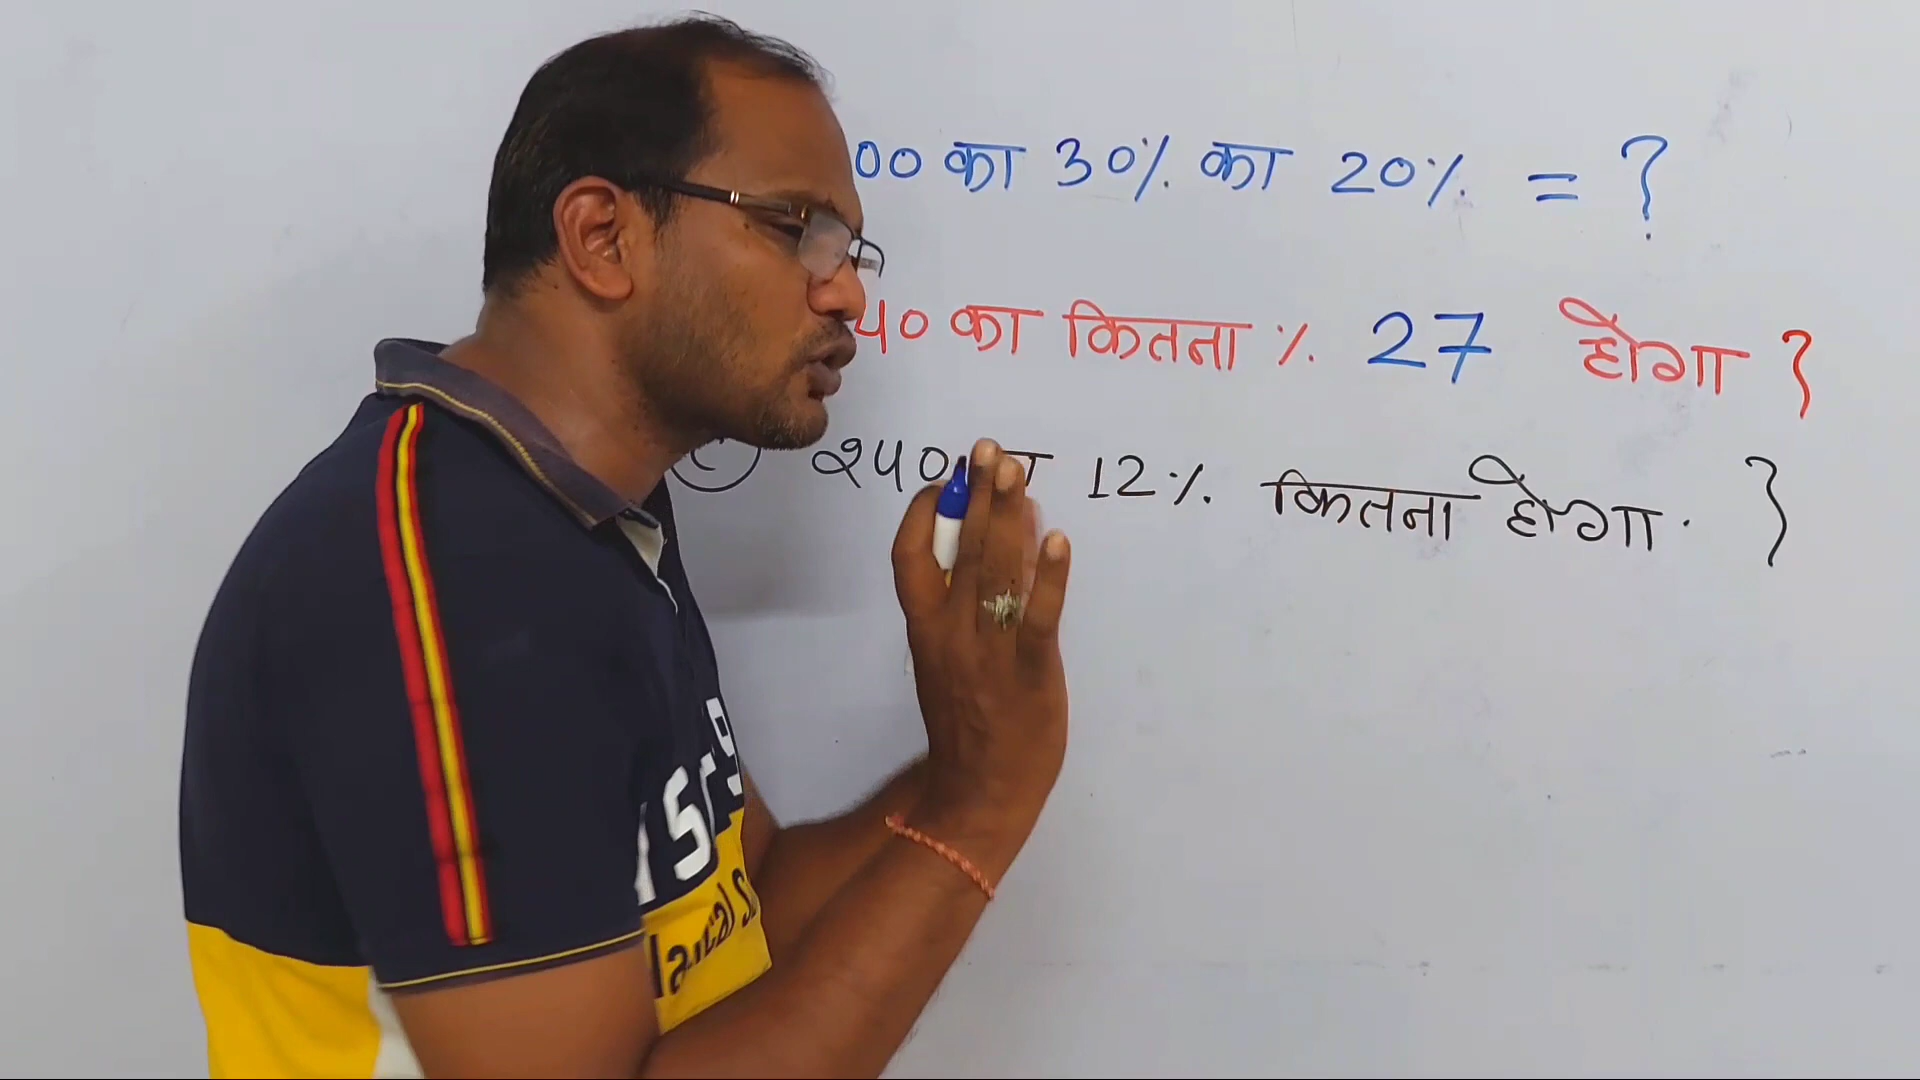 00 का 30% का 20% = ?
40 का कितना % 27 होगा ?
240 का 12% कितना होगा. ?